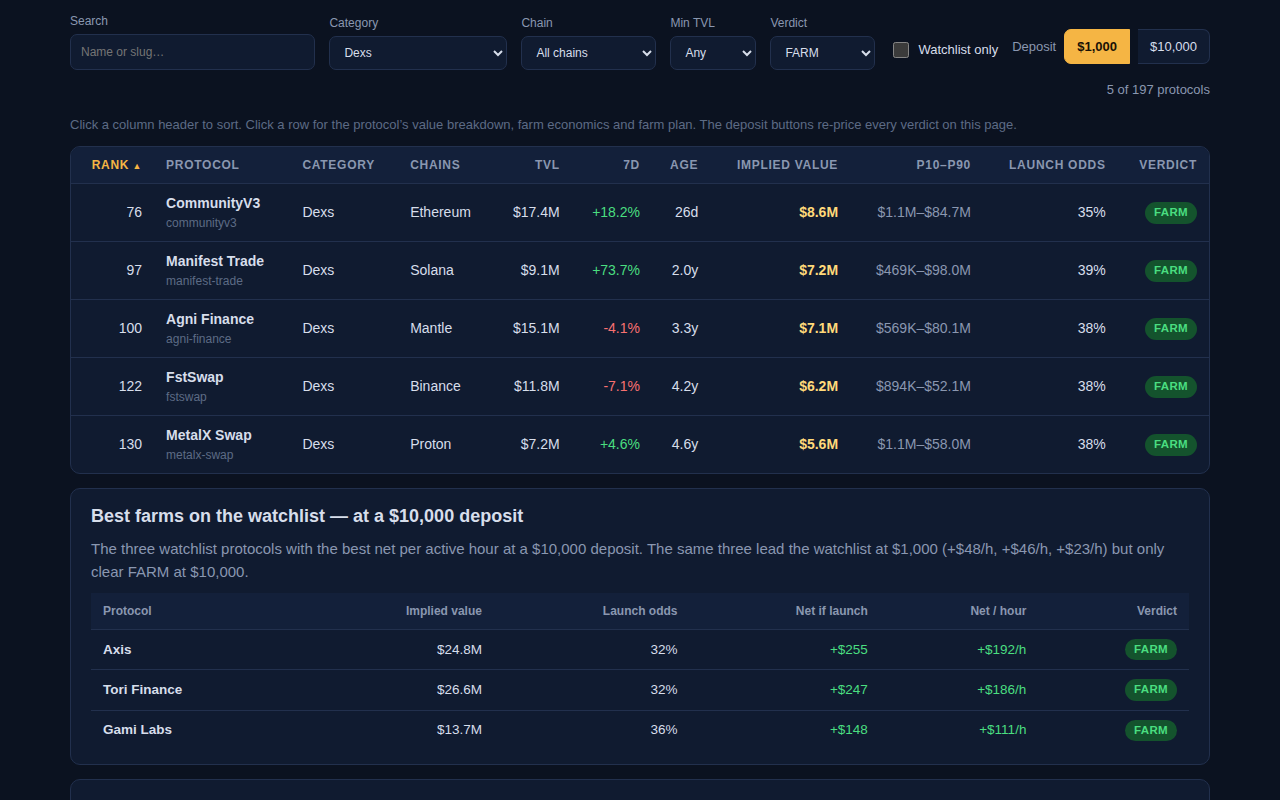 Search
Category
Chain
Min TVL
Verdict
Name or slug…
Dexs
All chains
Any
FARM
Watchlist only
Deposit
$1,000
$10,000
5 of 197 protocols
Click a column header to sort. Click a row for the protocol's value breakdown, farm economics and farm plan. The deposit buttons re-price every verdict on this page.
RANK ▲ PROTOCOL CATEGORY CHAINS TVL 7D AGE IMPLIED VALUE P10–P90 LAUNCH ODDS VERDICT
76 CommunityV3 Dexs Ethereum $17.4M +18.2% 26d $8.6M $1.1M–$84.7M 35% FARM
communityv3
97 Manifest Trade Dexs Solana $9.1M +73.7% 2.0y $7.2M $469K–$98.0M 39% FARM
manifest-trade
100 Agni Finance Dexs Mantle $15.1M -4.1% 3.3y $7.1M $569K–$80.1M 38% FARM
agni-finance
122 FstSwap Dexs Binance $11.8M -7.1% 4.2y $6.2M $894K–$52.1M 38% FARM
fstswap
130 MetalX Swap Dexs Proton $7.2M +4.6% 4.6y $5.6M $1.1M–$58.0M 38% FARM
metalx-swap
Best farms on the watchlist — at a $10,000 deposit
The three watchlist protocols with the best net per active hour at a $10,000 deposit. The same three lead the watchlist at $1,000 (+$48/h, +$46/h, +$23/h) but only
clear FARM at $10,000.
Protocol Implied value Launch odds Net if launch Net / hour Verdict
Axis $24.8M 32% +$255 +$192/h FARM
Tori Finance $26.6M 32% +$247 +$186/h FARM
Gami Labs $13.7M 36% +$148 +$111/h FARM